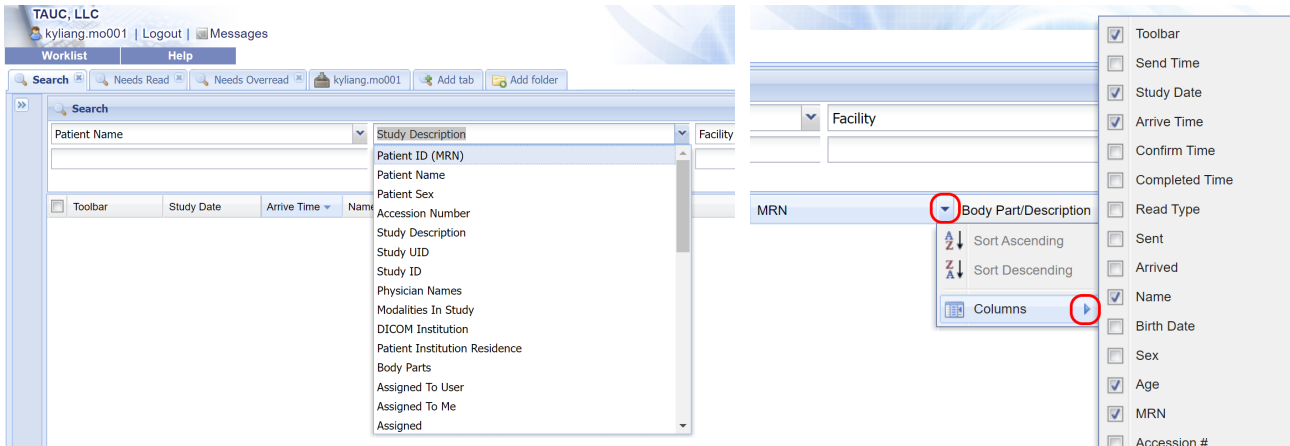 TAUC, LLC
kyliang.mo001 | Logout | Messages
Worklist Help
Search Needs Read Needs Overread kyliang.mo001 Add tab Add folder
Search
Patient Name Study Description Facility
Patient ID (MRN)
Patient Name
Patient Sex
Accession Number
Study Description
Study UID
Study ID
Physician Names
Modalities In Study
DICOM Institution
Patient Institution Residence
Body Parts
Assigned To User
Assigned To Me
Assigned
Toolbar Study Date Arrive Time Name
Facility
MRN Body Part/Description
Sort Ascending
Sort Descending
Columns
Toolbar
Send Time
Study Date
Arrive Time
Confirm Time
Completed Time
Read Type
Sent
Arrived
Name
Birth Date
Sex
Age
MRN
Accession #